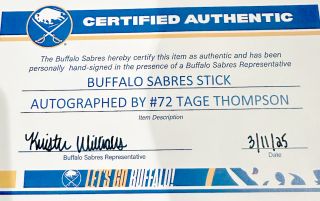 CERTIFIED AUTHENTIC
The Buffalo Sabres hereby certify this item as authentic and has been
personally hand-signed in the presence of a Buffalo Sabres Representative
BUFFALO SABRES STICK
AUTOGRAPHED BY #72 TAGE THOMPSON
Item Description
Kristin Williams 3/11/25
Buffalo Sabres Representative Date
LET'S GO BUFFALO!